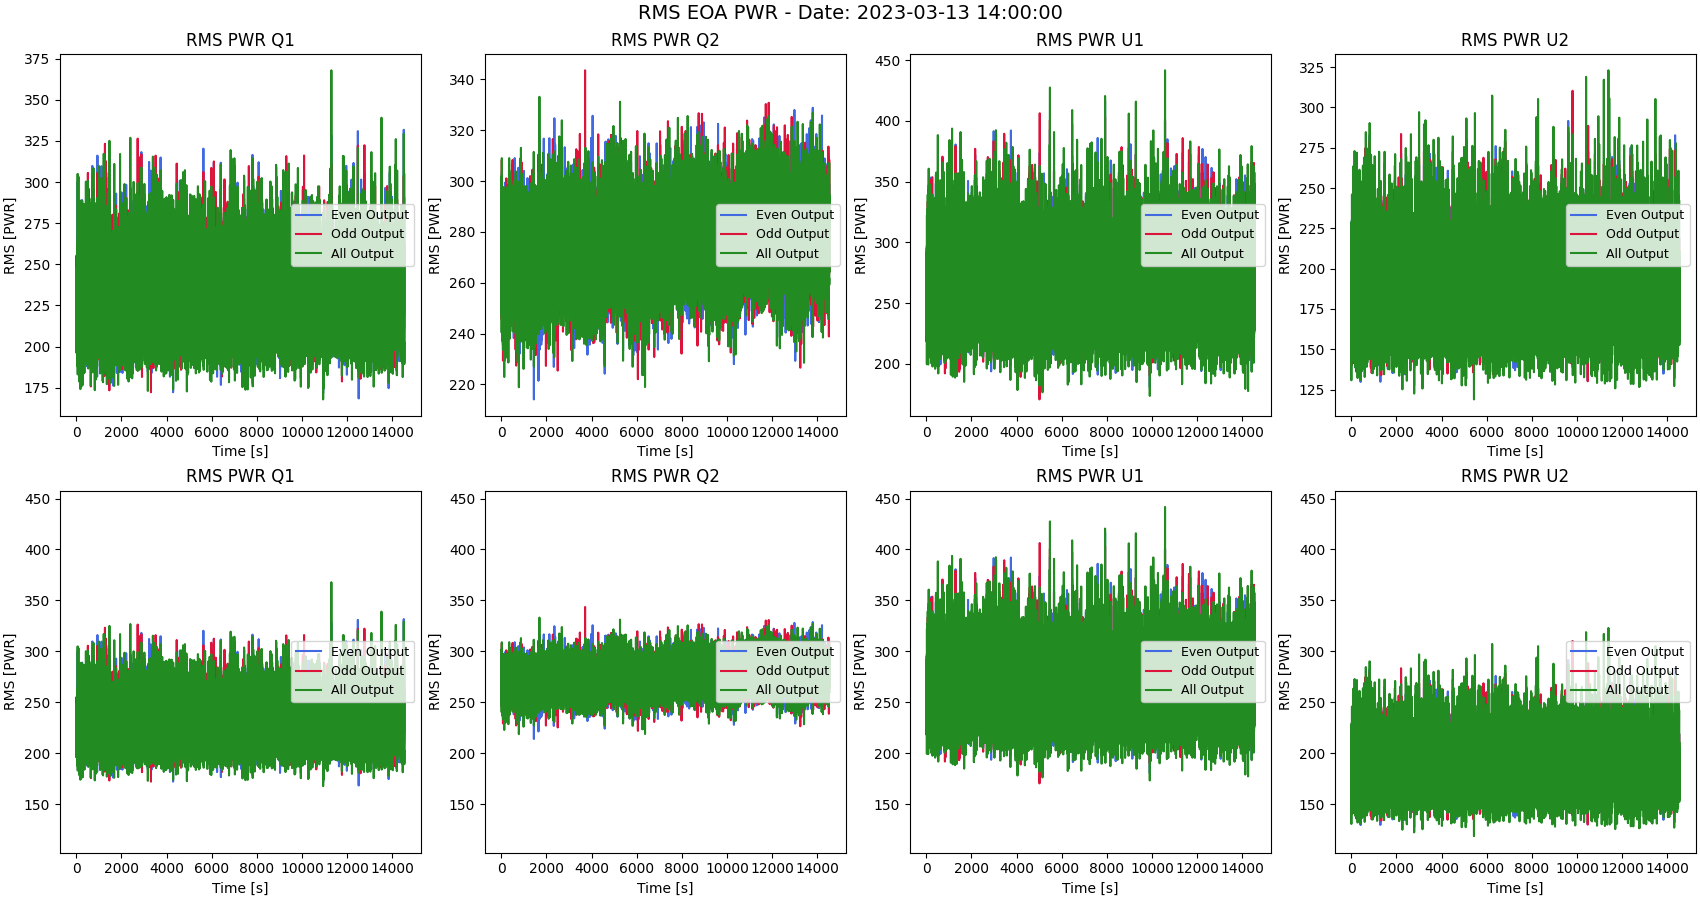 RMS EOA PWR - Date: 2023-03-13 14:00:00
RMS PWR Q1
RMS [PWR]
375
350
325
300
275
250
225
200
175
Even Output
Odd Output
All Output
0 2000 4000 6000 8000 10000 12000 14000
Time [s]
RMS PWR Q2
RMS [PWR]
340
320
300
280
260
240
220
Even Output
Odd Output
All Output
0 2000 4000 6000 8000 10000 12000 14000
Time [s]
RMS PWR U1
RMS [PWR]
450
400
350
300
250
200
Even Output
Odd Output
All Output
0 2000 4000 6000 8000 10000 12000 14000
Time [s]
RMS PWR U2
RMS [PWR]
325
300
275
250
225
200
175
150
125
Even Output
Odd Output
All Output
0 2000 4000 6000 8000 10000 12000 14000
Time [s]
RMS PWR Q1
RMS [PWR]
450
400
350
300
250
200
150
Even Output
Odd Output
All Output
0 2000 4000 6000 8000 10000 12000 14000
Time [s]
RMS PWR Q2
RMS [PWR]
450
400
350
300
250
200
150
Even Output
Odd Output
All Output
0 2000 4000 6000 8000 10000 12000 14000
Time [s]
RMS PWR U1
RMS [PWR]
450
400
350
300
250
200
150
Even Output
Odd Output
All Output
0 2000 4000 6000 8000 10000 12000 14000
Time [s]
RMS PWR U2
RMS [PWR]
450
400
350
300
250
200
150
Even Output
Odd Output
All Output
0 2000 4000 6000 8000 10000 12000 14000
Time [s]